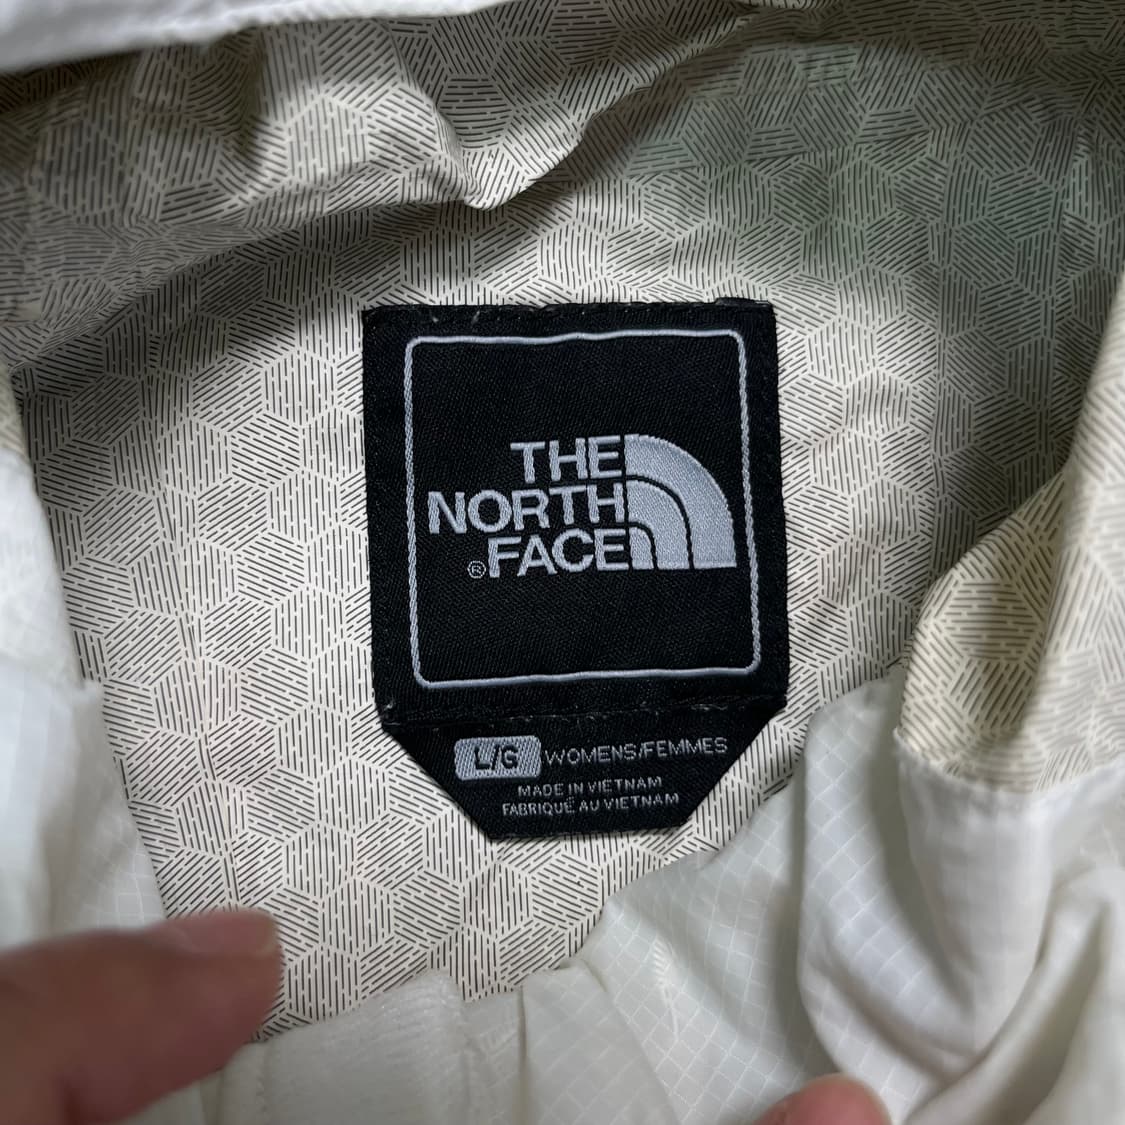 THE
NORTH
FACE
®
L/G WOMENS/FEMMES
MADE IN VIETNAM
FABRIQUÉ AU VIETNAM